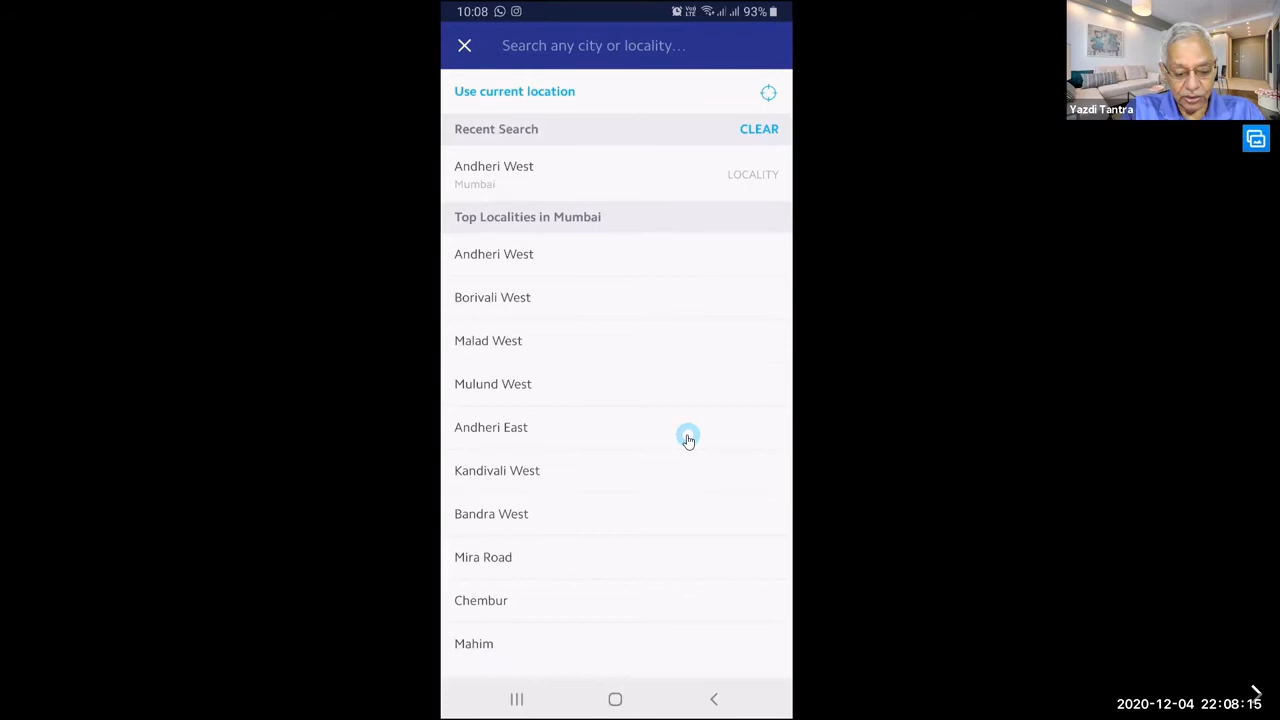 10:08
VoD LTE
93%
Search any city or locality...
Use current location
Recent Search
CLEAR
Andheri West
Mumbai
LOCALITY
Top Localities in Mumbai
Andheri West
Borivali West
Malad West
Mulund West
Andheri East
Kandivali West
Bandra West
Mira Road
Chembur
Mahim
Yazdi Tantra
2020-12-04 22:08:15